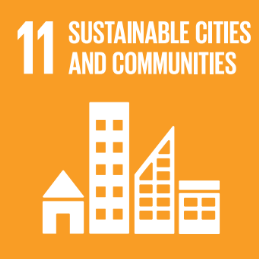 11 SUSTAINABLE CITIES
AND COMMUNITIES